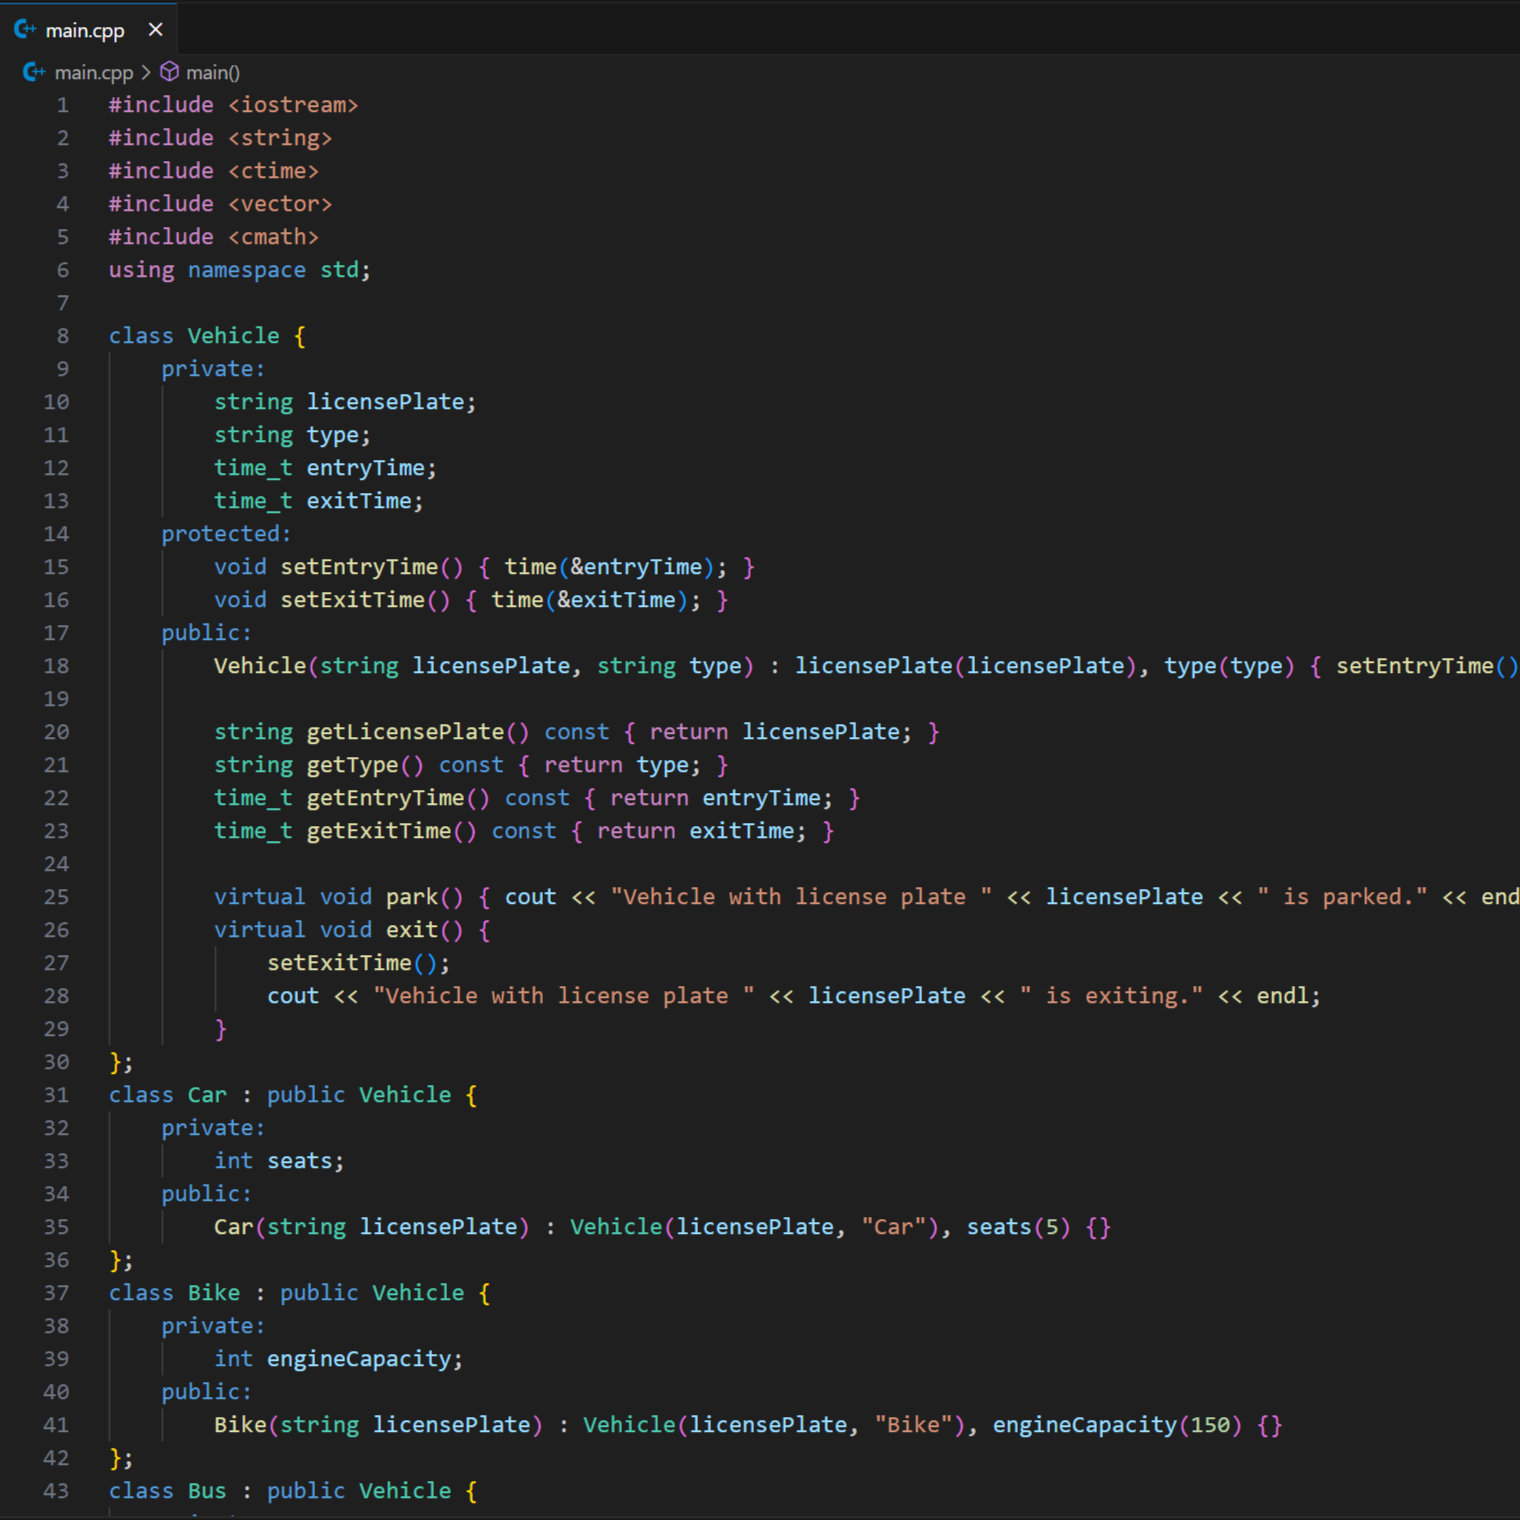 main.cpp
main.cpp > main()
1 #include <iostream>
2 #include <string>
3 #include <ctime>
4 #include <vector>
5 #include <cmath>
6 using namespace std;
7
8 class Vehicle {
9     private:
10         string licensePlate;
11         string type;
12         time_t entryTime;
13         time_t exitTime;
14     protected:
15         void setEntryTime() { time(&entryTime); }
16         void setExitTime() { time(&exitTime); }
17     public:
18         Vehicle(string licensePlate, string type) : licensePlate(licensePlate), type(type) { setEntryTime()
19
20         string getLicensePlate() const { return licensePlate; }
21         string getType() const { return type; }
22         time_t getEntryTime() const { return entryTime; }
23         time_t getExitTime() const { return exitTime; }
24
25         virtual void park() { cout << "Vehicle with license plate " << licensePlate << " is parked." << end
26         virtual void exit() {
27             setExitTime();
28             cout << "Vehicle with license plate " << licensePlate << " is exiting." << endl;
29         }
30 };
31 class Car : public Vehicle {
32     private:
33         int seats;
34     public:
35         Car(string licensePlate) : Vehicle(licensePlate, "Car"), seats(5) {}
36 };
37 class Bike : public Vehicle {
38     private:
39         int engineCapacity;
40     public:
41         Bike(string licensePlate) : Vehicle(licensePlate, "Bike"), engineCapacity(150) {}
42 };
43 class Bus : public Vehicle {